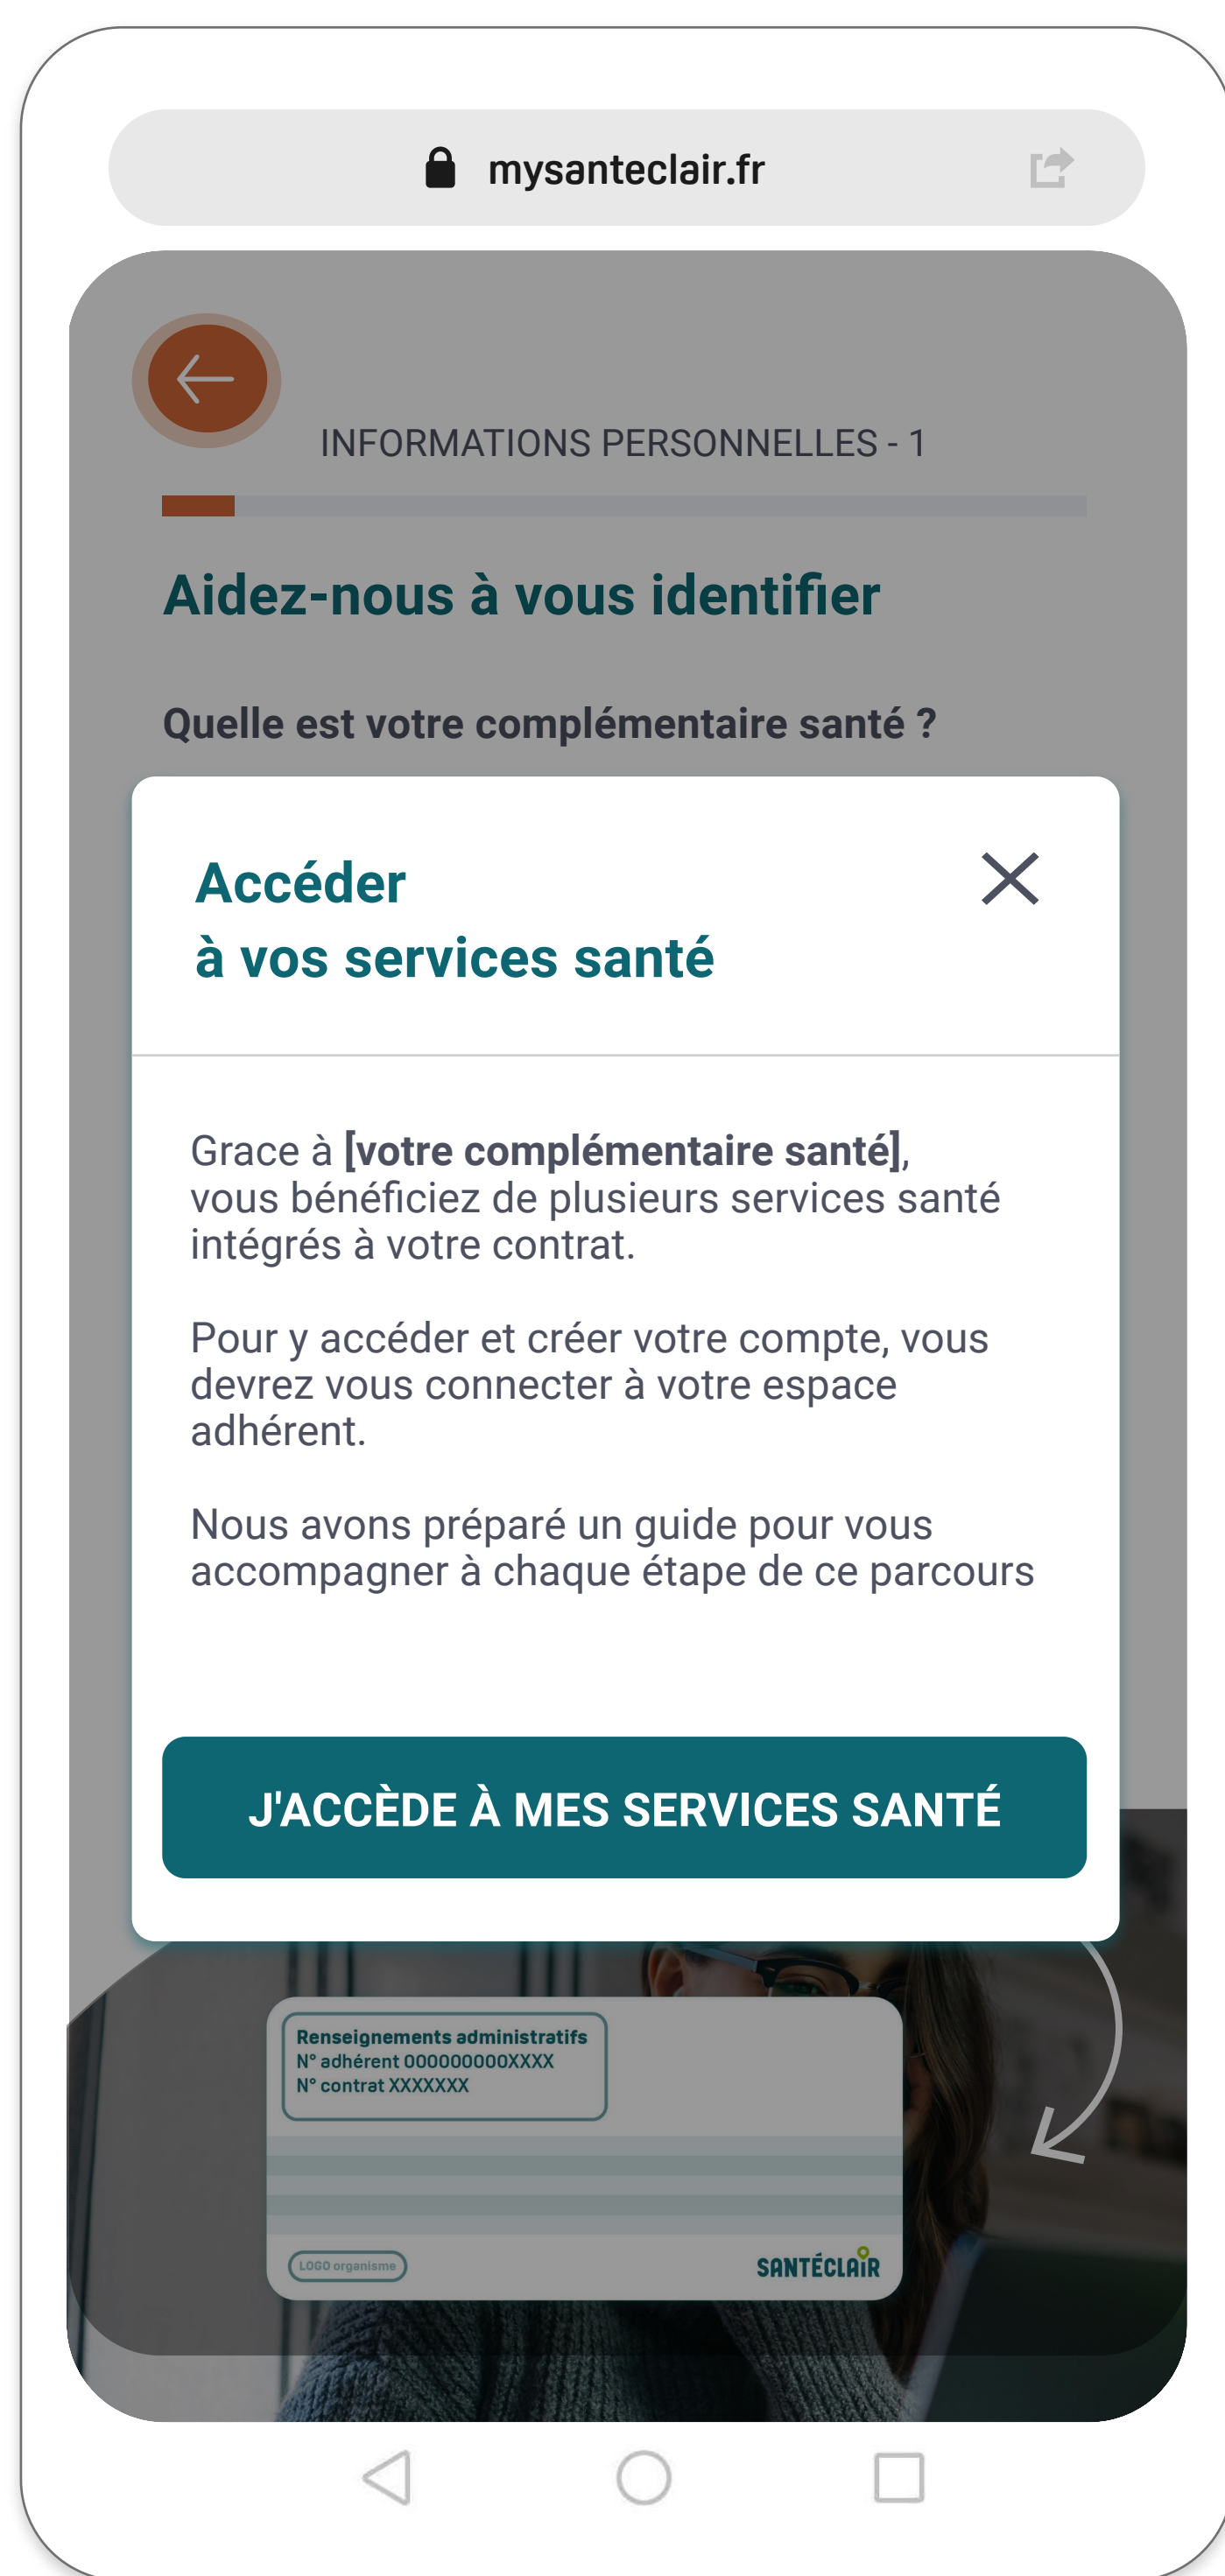 mysanteclair.fr
INFORMATIONS PERSONNELLES - 1
Aidez-nous à vous identifier
Quelle est votre complémentaire santé ?
Accéder
à vos services santé
Grace à [votre complémentaire santé],
vous bénéficiez de plusieurs services santé
intégrés à votre contrat.
Pour y accéder et créer votre compte, vous
devrez vous connecter à votre espace
adhérent.
Nous avons préparé un guide pour vous
accompagner à chaque étape de ce parcours
J'ACCÈDE À MES SERVICES SANTÉ
Renseignements administratifs
N° adhérent 000000000XXXX
N° contrat XXXXXXX
LOGO organisme
SANTÉCLAIR